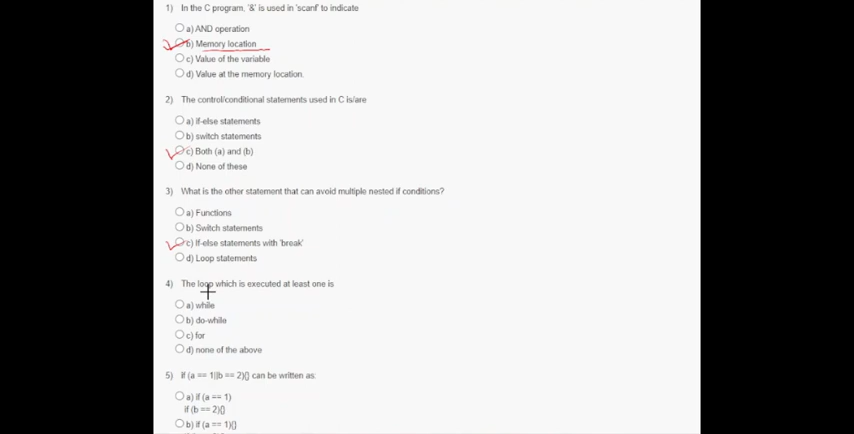 1) In the C program, '&' is used in 'scanf' to indicate
a) AND operation
b) Memory location
c) Value of the variable
d) Value at the memory location.
2) The control/conditional statements used in C is/are
a) If-else statements
b) switch statements
c) Both (a) and (b)
d) None of these
3) What is the other statement that can avoid multiple nested if conditions?
a) Functions
b) Switch statements
c) If-else statements with 'break'
d) Loop statements
4) The loop which is executed at least one is
a) while
b) do-while
c) for
d) none of the above
5) if (a == 1||b == 2){} can be written as:
a) if (a == 1)
if (b == 2){}
b) if (a == 1){}